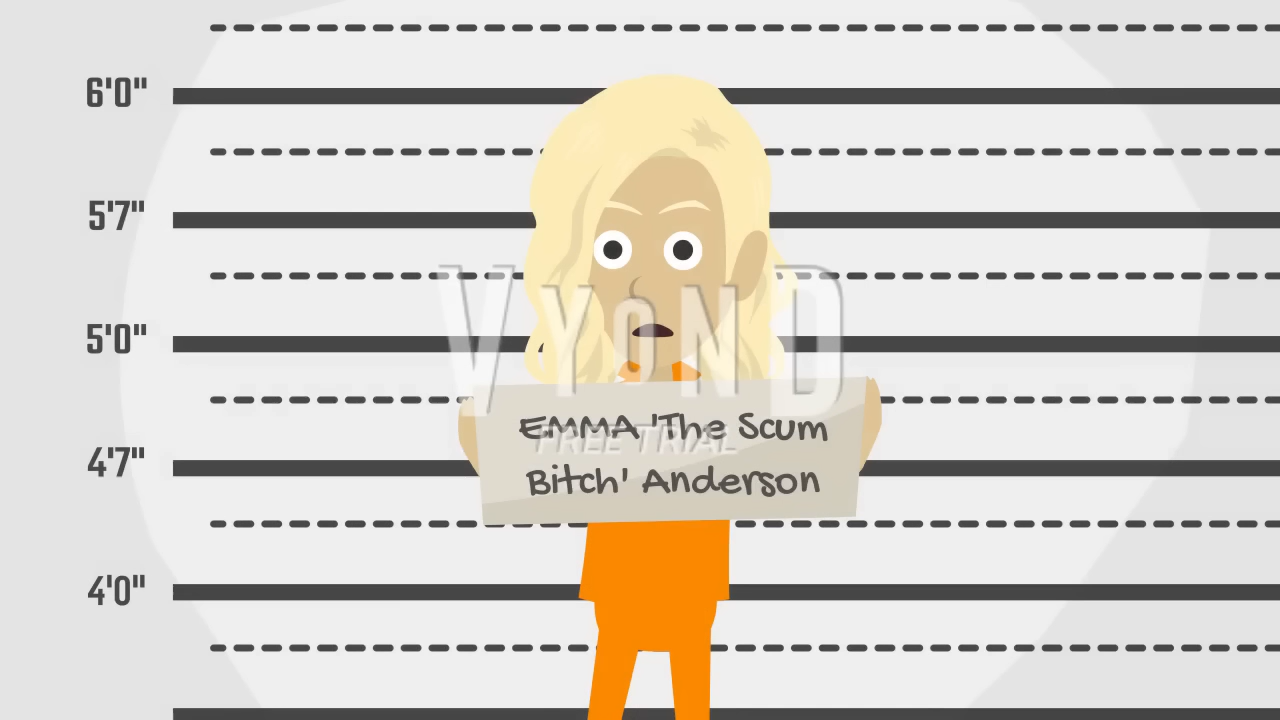 6'0"
5'7"
5'0"
4'7"
4'0"
VYOND
FREE TRIAL
EMMA 'The Scum
Bitch' Anderson